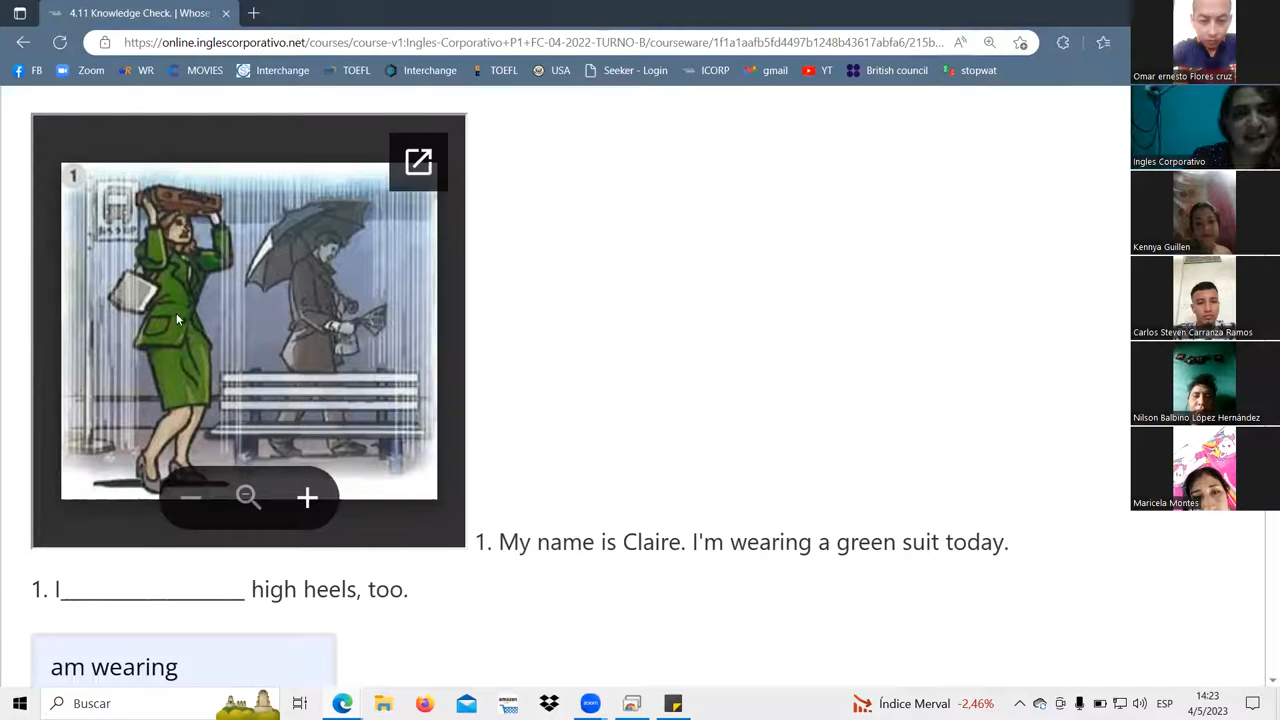 4.11 Knowledge Check. | Whose
https://online.inglescorporativo.net/courses/course-v1:Ingles-Corporativo+P1+FC-04-2022-TURNO-B/courseware/1f1a1aafb5fd4497b1248b43617abfa6/215b...
FB
Zoom
WR
MOVIES
Interchange
TOEFL
Interchange
TOEFL
USA
Seeker - Login
ICORP
gmail
YT
British council
stopwat
1
1. My name is Claire. I'm wearing a green suit today.
1. I________________ high heels, too.
am wearing
Omar ernesto Flores cruz
Ingles Corporativo
Kennya Guillen
Carlos Steven Carranza Ramos
Nilson Balbino López Hernández
Maricela Montes
Buscar
Índice Merval -2,46%
ESP
14:23
4/5/2023